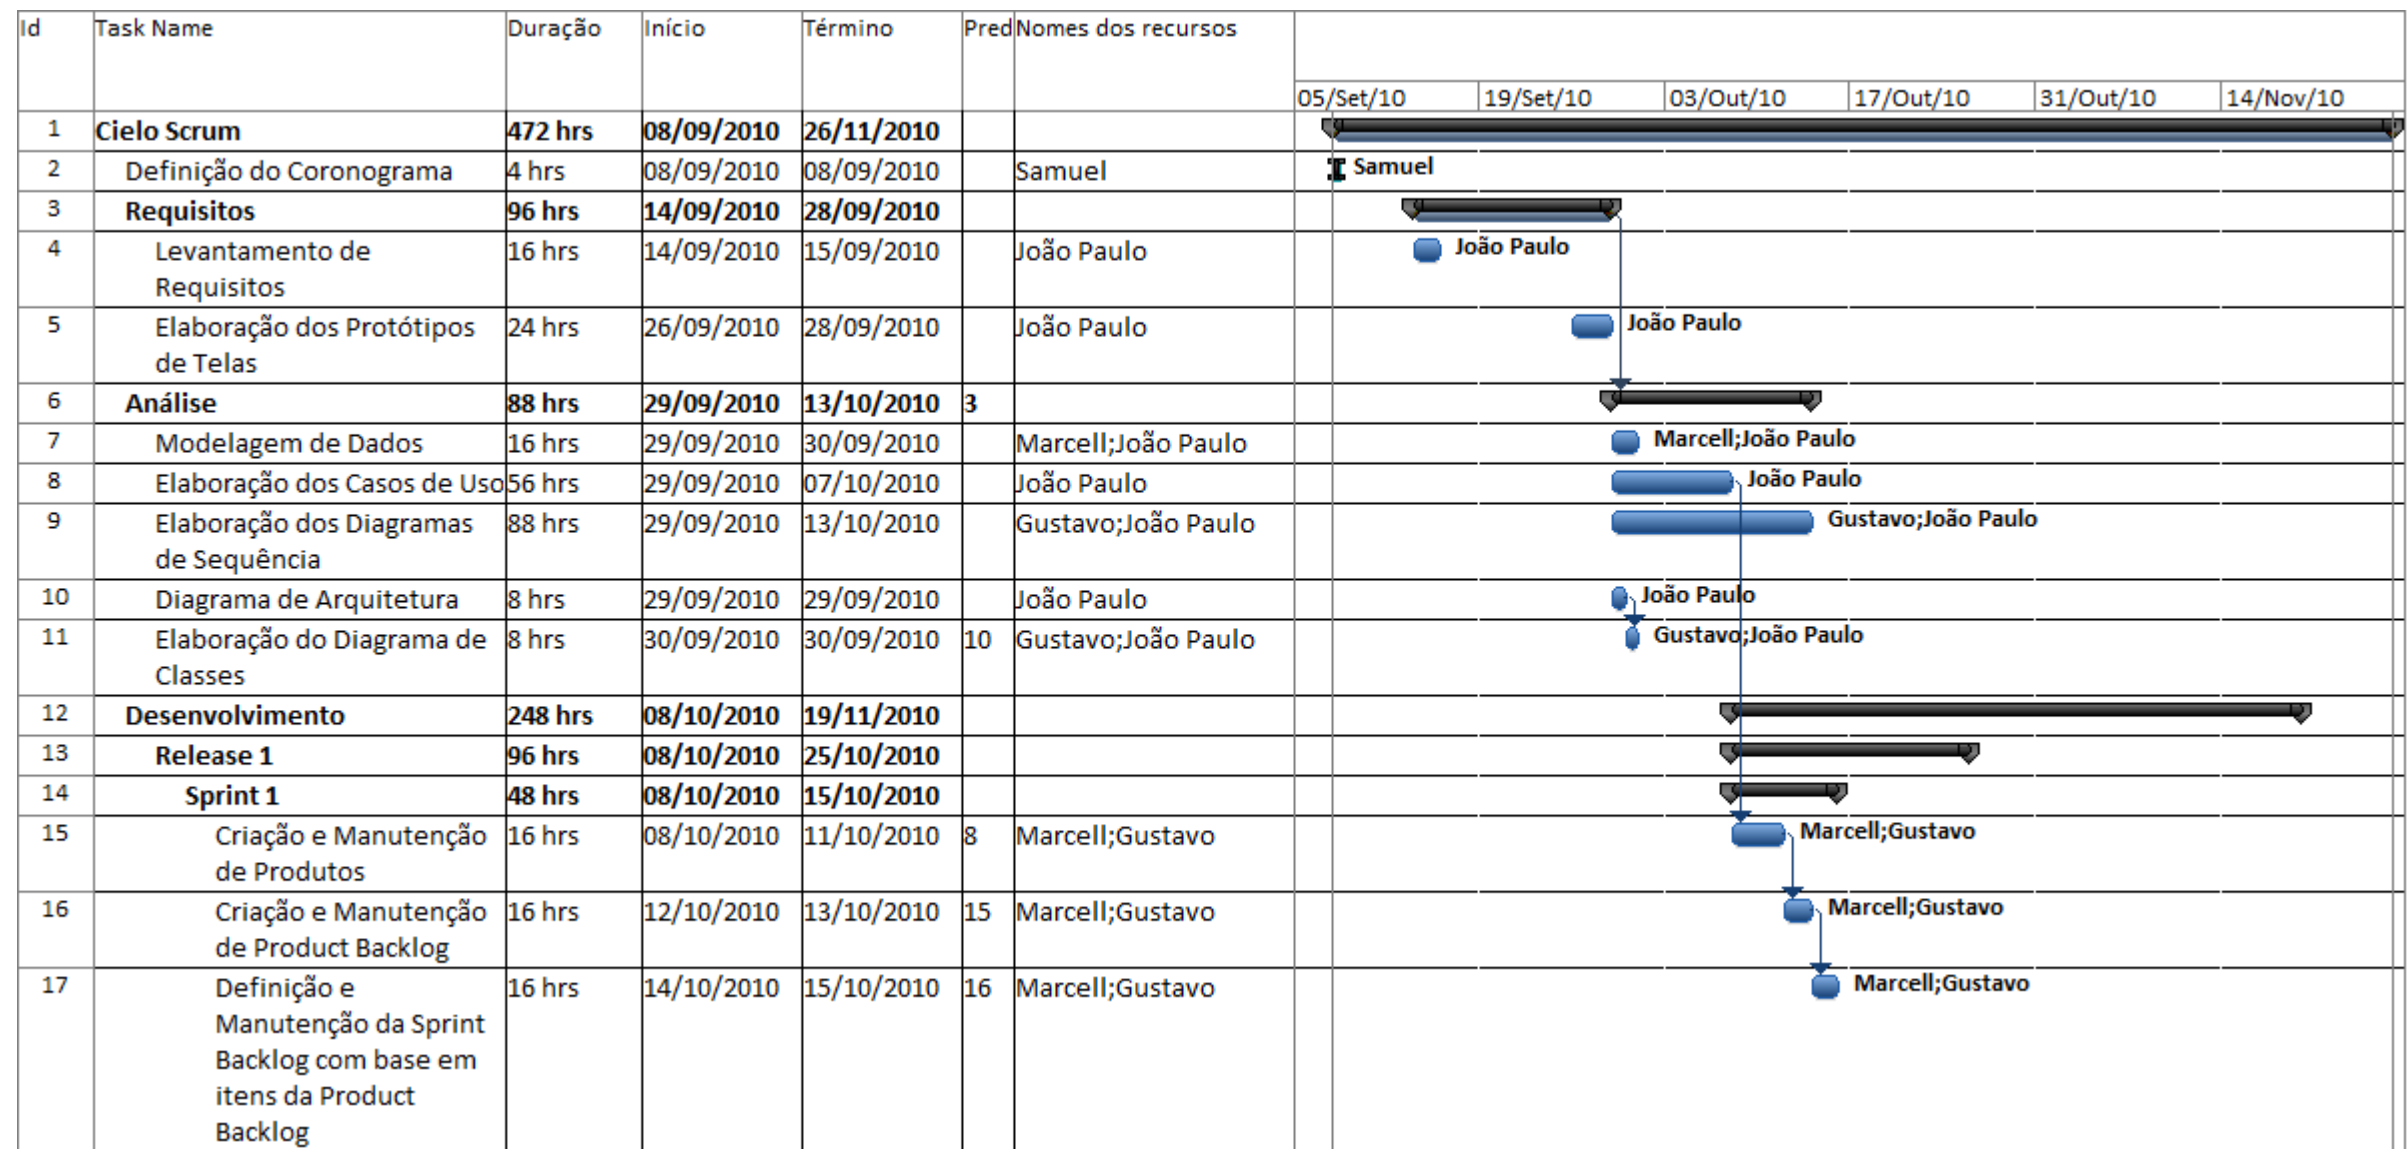 Id Task Name Duração Início Término Pred Nomes dos recursos
05/Set/10 19/Set/10 03/Out/10 17/Out/10 31/Out/10 14/Nov/10
1 Cielo Scrum 472 hrs 08/09/2010 26/11/2010
2 Definição do Coronograma 4 hrs 08/09/2010 08/09/2010 Samuel Samuel
3 Requisitos 96 hrs 14/09/2010 28/09/2010
4 Levantamento de 16 hrs 14/09/2010 15/09/2010 João Paulo João Paulo
Requisitos
5 Elaboração dos Protótipos 24 hrs 26/09/2010 28/09/2010 João Paulo João Paulo
de Telas
6 Análise 88 hrs 29/09/2010 13/10/2010 3
7 Modelagem de Dados 16 hrs 29/09/2010 30/09/2010 Marcell;João Paulo Marcell;João Paulo
8 Elaboração dos Casos de Uso 56 hrs 29/09/2010 07/10/2010 João Paulo João Paulo
9 Elaboração dos Diagramas 88 hrs 29/09/2010 13/10/2010 Gustavo;João Paulo Gustavo;João Paulo
de Sequência
10 Diagrama de Arquitetura 8 hrs 29/09/2010 29/09/2010 João Paulo João Paulo
11 Elaboração do Diagrama de 8 hrs 30/09/2010 30/09/2010 10 Gustavo;João Paulo Gustavo;João Paulo
Classes
12 Desenvolvimento 248 hrs 08/10/2010 19/11/2010
13 Release 1 96 hrs 08/10/2010 25/10/2010
14 Sprint 1 48 hrs 08/10/2010 15/10/2010
15 Criação e Manutenção 16 hrs 08/10/2010 11/10/2010 8 Marcell;Gustavo Marcell;Gustavo
de Produtos
16 Criação e Manutenção 16 hrs 12/10/2010 13/10/2010 15 Marcell;Gustavo Marcell;Gustavo
de Product Backlog
17 Definição e 16 hrs 14/10/2010 15/10/2010 16 Marcell;Gustavo Marcell;Gustavo
Manutenção da Sprint
Backlog com base em
itens da Product
Backlog